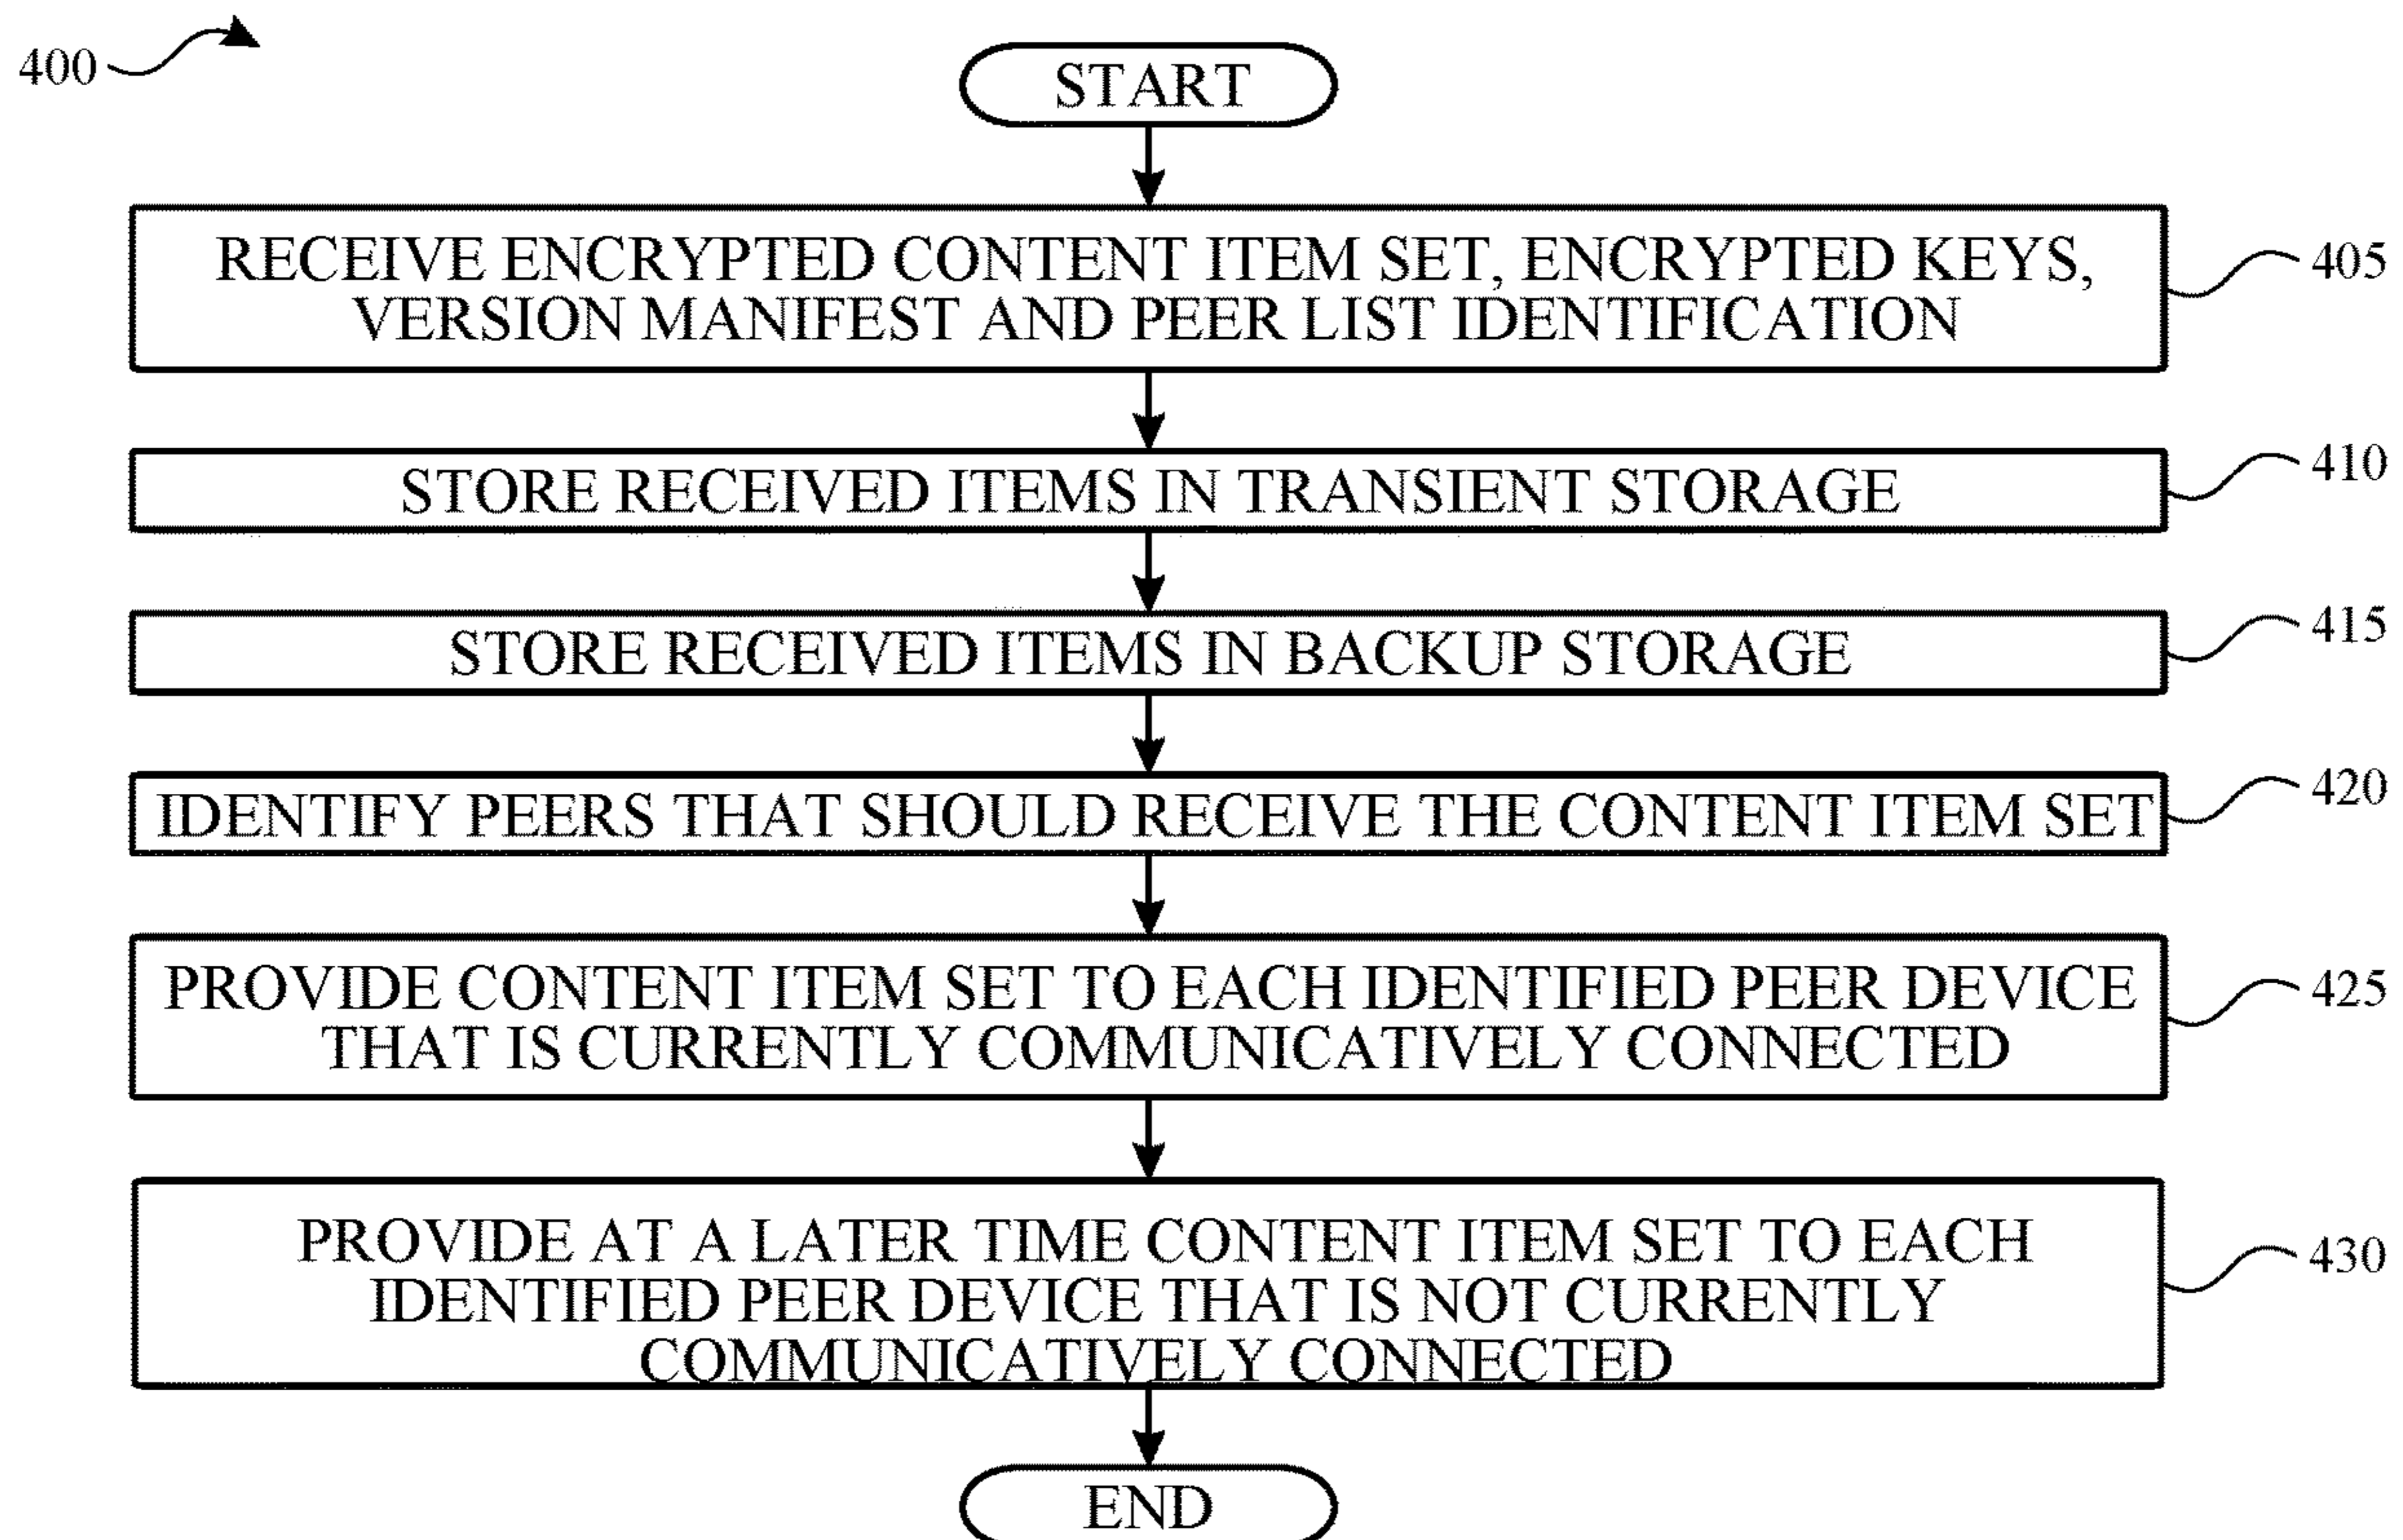 400
START
RECEIVE ENCRYPTED CONTENT ITEM SET, ENCRYPTED KEYS,
VERSION MANIFEST AND PEER LIST IDENTIFICATION
405
STORE RECEIVED ITEMS IN TRANSIENT STORAGE
410
STORE RECEIVED ITEMS IN BACKUP STORAGE
415
IDENTIFY PEERS THAT SHOULD RECEIVE THE CONTENT ITEM SET
420
PROVIDE CONTENT ITEM SET TO EACH IDENTIFIED PEER DEVICE
THAT IS CURRENTLY COMMUNICATIVELY CONNECTED
425
PROVIDE AT A LATER TIME CONTENT ITEM SET TO EACH
IDENTIFIED PEER DEVICE THAT IS NOT CURRENTLY
COMMUNICATIVELY CONNECTED
430
END